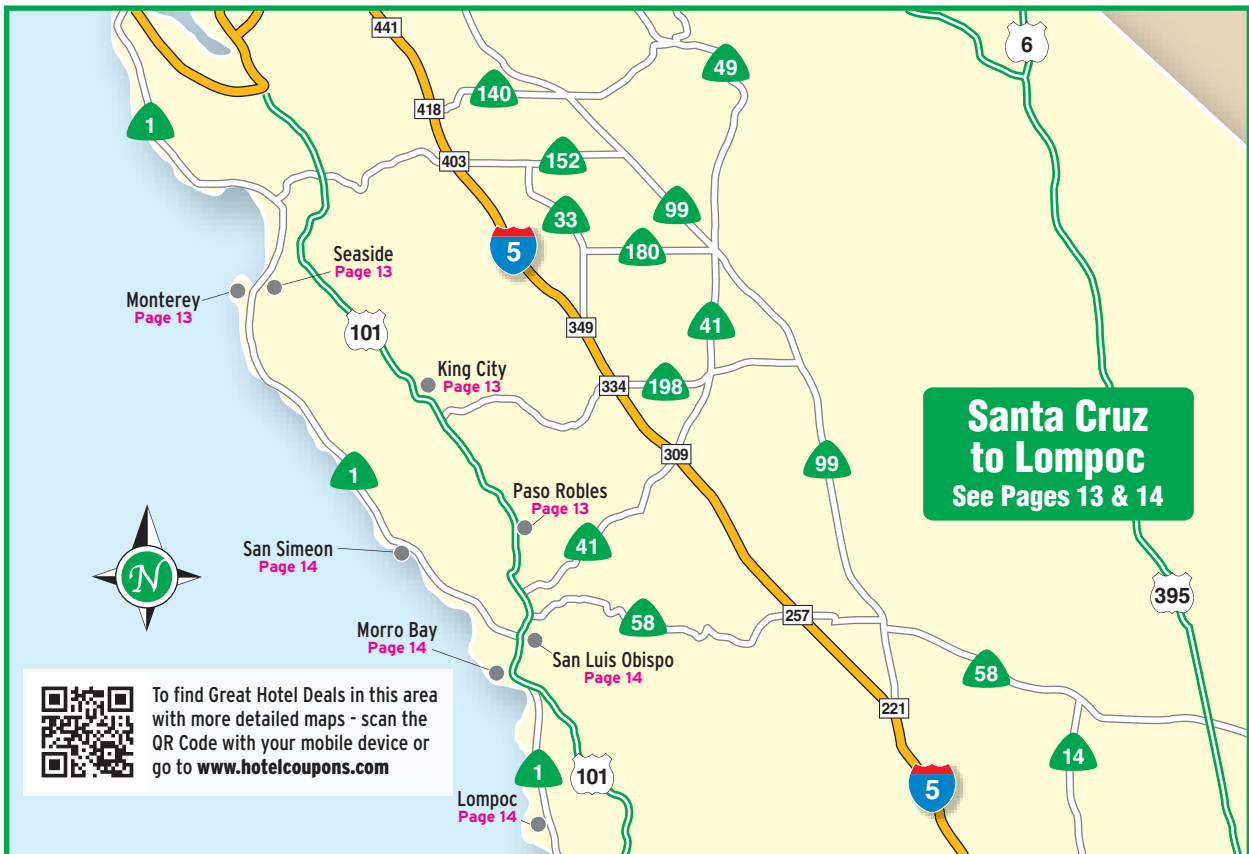 441
6
49
140
418
1
152
403
99
33
5
180
Seaside
Page 13
Monterey
Page 13
101
349
41
King City
Page 13
334
198
Santa Cruz
to Lompoc
See Pages 13 & 14
309
99
1
Paso Robles
Page 13
San Simeon
Page 14
41
N
395
257
58
Morro Bay
Page 14
San Luis Obispo
Page 14
58
To find Great Hotel Deals in this area
with more detailed maps - scan the
QR Code with your mobile device or
go to www.hotelcoupons.com
221
14
1
101
5
Lompoc
Page 14